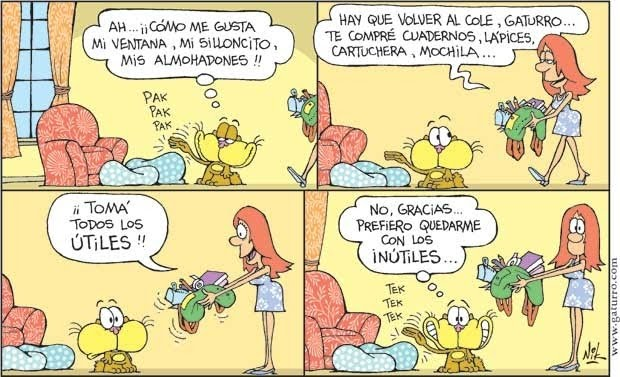 AH...¡¡CÓMO ME GUSTA
MI VENTANA, MI SILLONCITO,
MIS ALMOHADONES !!
PAK
PAK
PAK
HAY QUE VOLVER AL COLE, GATURRO...
TE COMPRÉ CUADERNOS, LÁPICES,
CARTUCHERA, MOCHILA...
¡¡ TOMÁ
TODOS LOS
ÚTILES !!
NO, GRACIAS...
PREFIERO QUEDARME
CON LOS
INÚTILES...
TEK
TEK
TEK
www.gaturro.com
Nik